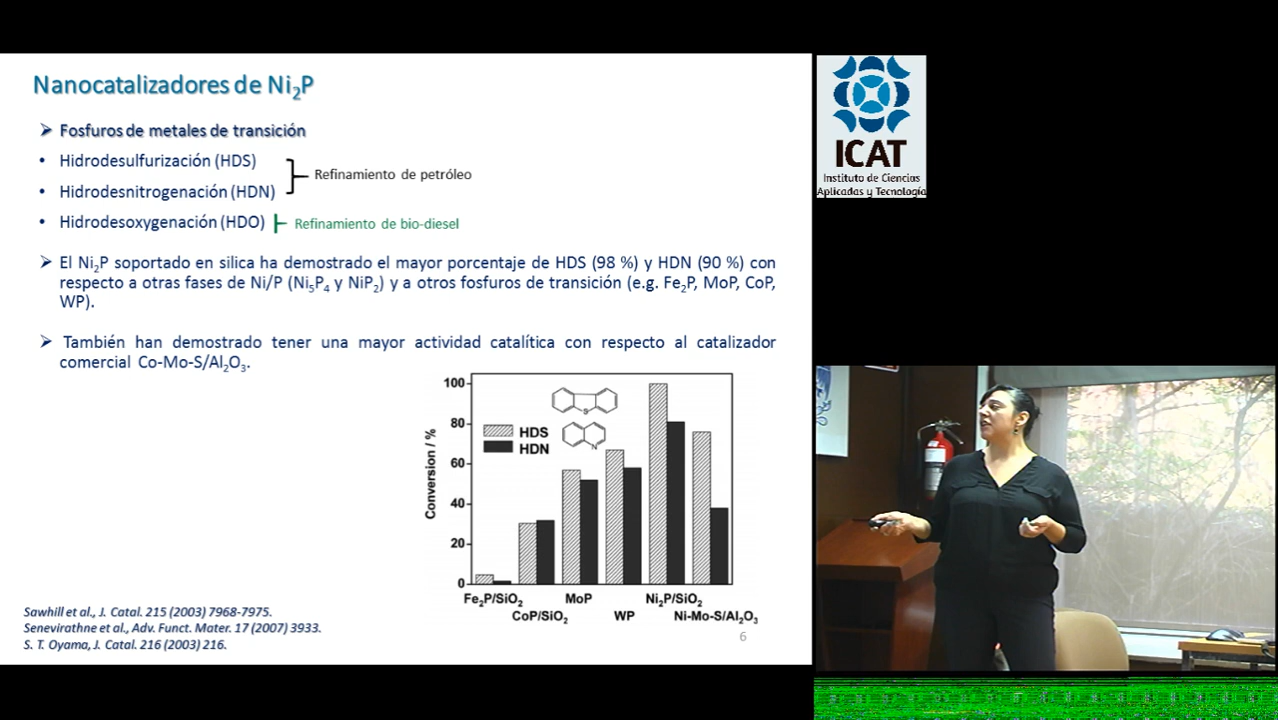 Nanocatalizadores de Ni₂P
➢ Fosfuros de metales de transición
• Hidrodesulfurización (HDS)
• Hidrodesnitrogenación (HDN)
Refinamiento de petróleo
• Hidrodesoxygenación (HDO)
Refinamiento de bio-diesel
➢ El Ni₂P soportado en silica ha demostrado el mayor porcentaje de HDS (98 %) y HDN (90 %) con
respecto a otras fases de Ni/P (Ni₅P₄ y NiP₂) y a otros fosfuros de transición (e.g. Fe₂P, MoP, CoP,
WP).
➢ También han demostrado tener una mayor actividad catalítica con respecto al catalizador
comercial Co-Mo-S/Al₂O₃.
Conversion / %
100
80
60
40
20
0
S
N
HDS
HDN
Fe₂P/SiO₂
CoP/SiO₂
MoP
WP
Ni₂P/SiO₂
Ni-Mo-S/Al₂O₃
Sawhill et al., J. Catal. 215 (2003) 7968-7975.
Senevirathne et al., Adv. Funct. Mater. 17 (2007) 3933.
S. T. Oyama, J. Catal. 216 (2003) 216.
6
ICAT
Instituto de Ciencias
Aplicadas y Tecnología